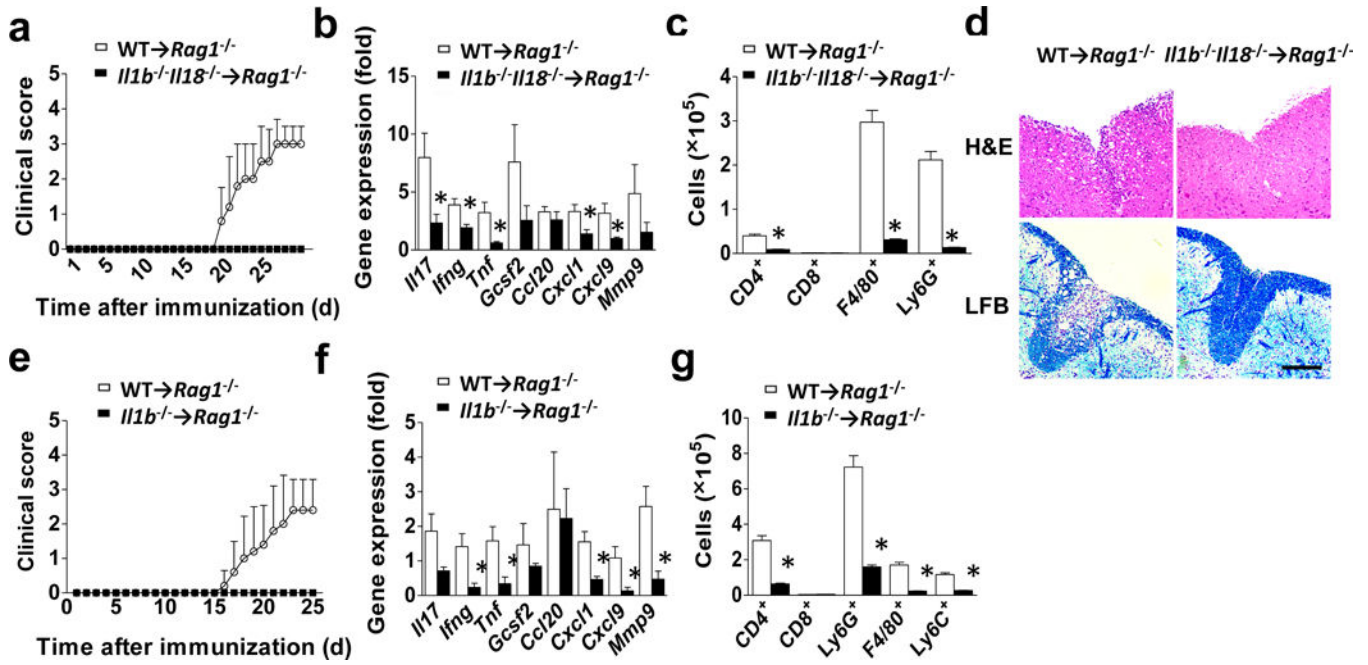 a
WT→Rag1-/-
Il1b-/-Il18-/-→Rag1-/-
Clinical score
5
4
3
2
1
0
1 5 10 15 20 25
Time after immunization (d)
b
WT→Rag1-/-
Il1b-/-Il18-/-→Rag1-/-
Gene expression (fold)
15
10
5
0
* * * * *
Il17 Ifng Tnf Gcsf2 Ccl20 Cxcl1 Cxcl9 Mmp9
c
WT→Rag1-/-
Il1b-/-Il18-/-→Rag1-/-
Cells (×10⁵)
4
3
2
1
0
* * *
CD4⁺ CD8⁺ F4/80⁺ Ly6G⁺
d
WT→Rag1-/- Il1b-/-Il18-/-→Rag1-/-
H&E
LFB
e
WT→Rag1-/-
Il1b-/-→Rag1-/-
Clinical score
5
4
3
2
1
0
0 5 10 15 20 25
Time after immunization (d)
f
WT→Rag1-/-
Il1b-/-→Rag1-/-
Gene expression (fold)
5
4
3
2
1
0
* * * * *
Il17 Ifng Tnf Gcsf2 Ccl20 Cxcl1 Cxcl9 Mmp9
g
WT→Rag1-/-
Il1b-/-→Rag1-/-
Cells (×10⁵)
10
8
6
4
2
0
* * * *
CD4⁺ CD8⁺ Ly6G⁺ F4/80⁺ Ly6C⁺